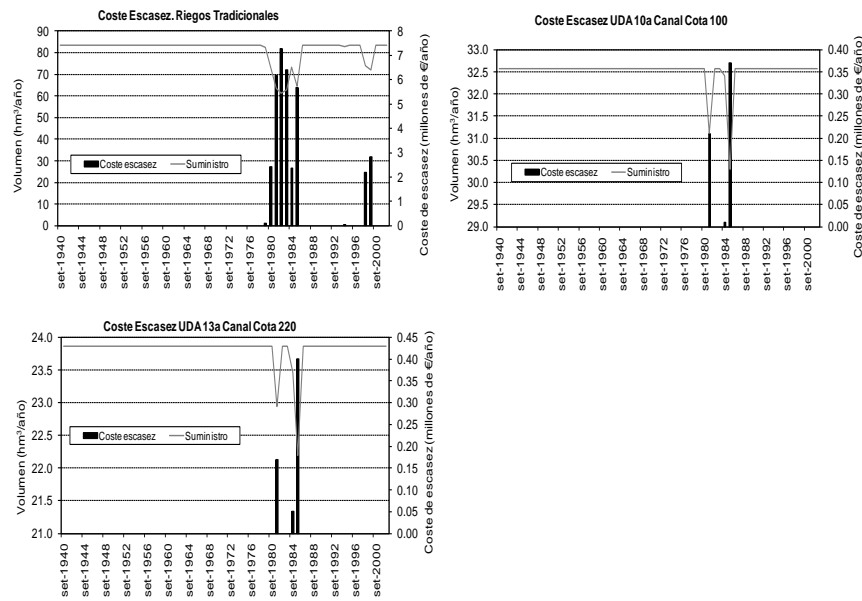 Coste Escasez. Riegos Tradicionales
Volumen (hm³/año)
90
80
70
60
50
40
30
20
10
0
Coste escasez
Suministro
8
7
6
5
4
3
2
1
0
Coste de escasez (millones de €/año)
set-1940
set-1944
set-1948
set-1952
set-1956
set-1960
set-1964
set-1968
set-1972
set-1976
set-1980
set-1984
set-1988
set-1992
set-1996
set-2000
Coste Escasez UDA 10a Canal Cota 100
Volumen (hm³/año)
33.0
32.5
32.0
31.5
31.0
30.5
30.0
29.5
29.0
Coste escasez
Suministro
0.40
0.35
0.30
0.25
0.20
0.15
0.10
0.05
0.00
Coste de escasez (millones de €/año)
set-1940
set-1944
set-1948
set-1952
set-1956
set-1960
set-1964
set-1968
set-1972
set-1976
set-1980
set-1984
set-1988
set-1992
set-1996
set-2000
Coste Escasez UDA 13a Canal Cota 220
Volumen (hm³/año)
24.0
23.5
23.0
22.5
22.0
21.5
21.0
Coste escasez
Suministro
0.45
0.40
0.35
0.30
0.25
0.20
0.15
0.10
0.05
0.00
Coste de escasez (millones de €/año)
set-1940
set-1944
set-1948
set-1952
set-1956
set-1960
set-1964
set-1968
set-1972
set-1976
set-1980
set-1984
set-1988
set-1992
set-1996
set-2000